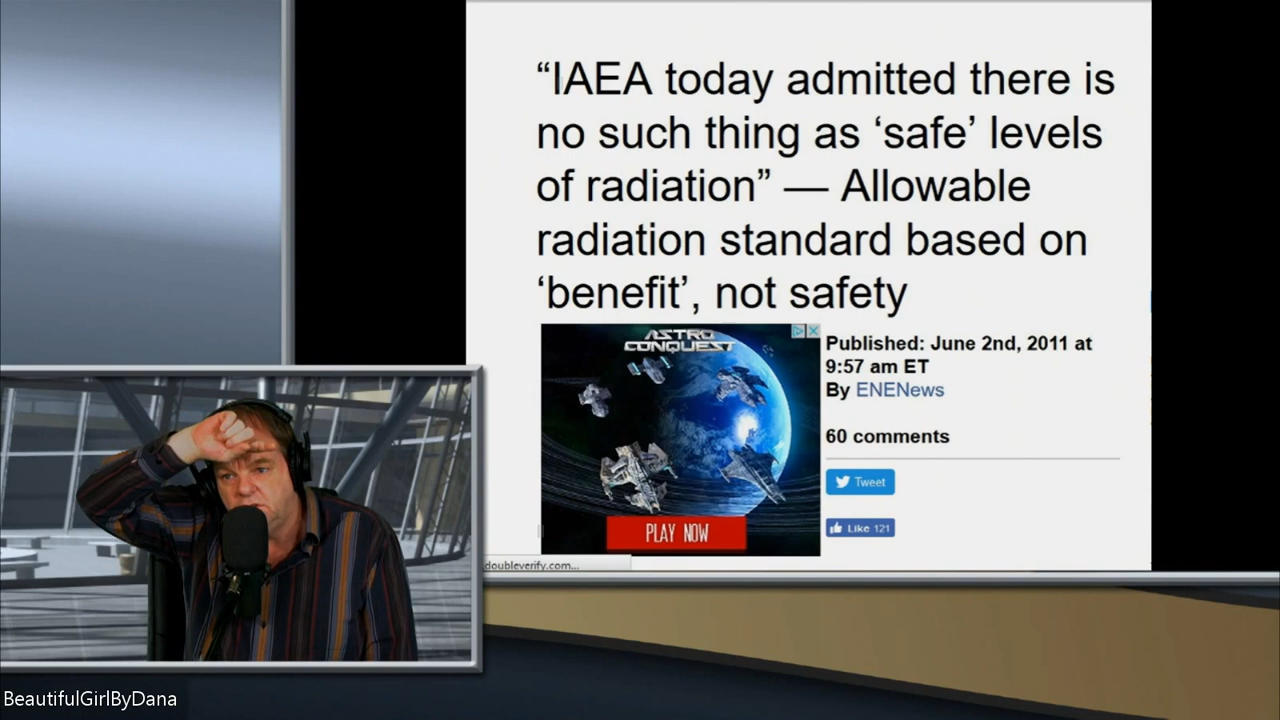 “IAEA today admitted there is
no such thing as ‘safe’ levels
of radiation” — Allowable
radiation standard based on
‘benefit’, not safety
ASTRO
CONQUEST
PLAY NOW
Published: June 2nd, 2011 at
9:57 am ET
By ENENews
60 comments
Tweet
Like 121
doubleverify.com...
BeautifulGirlByDana